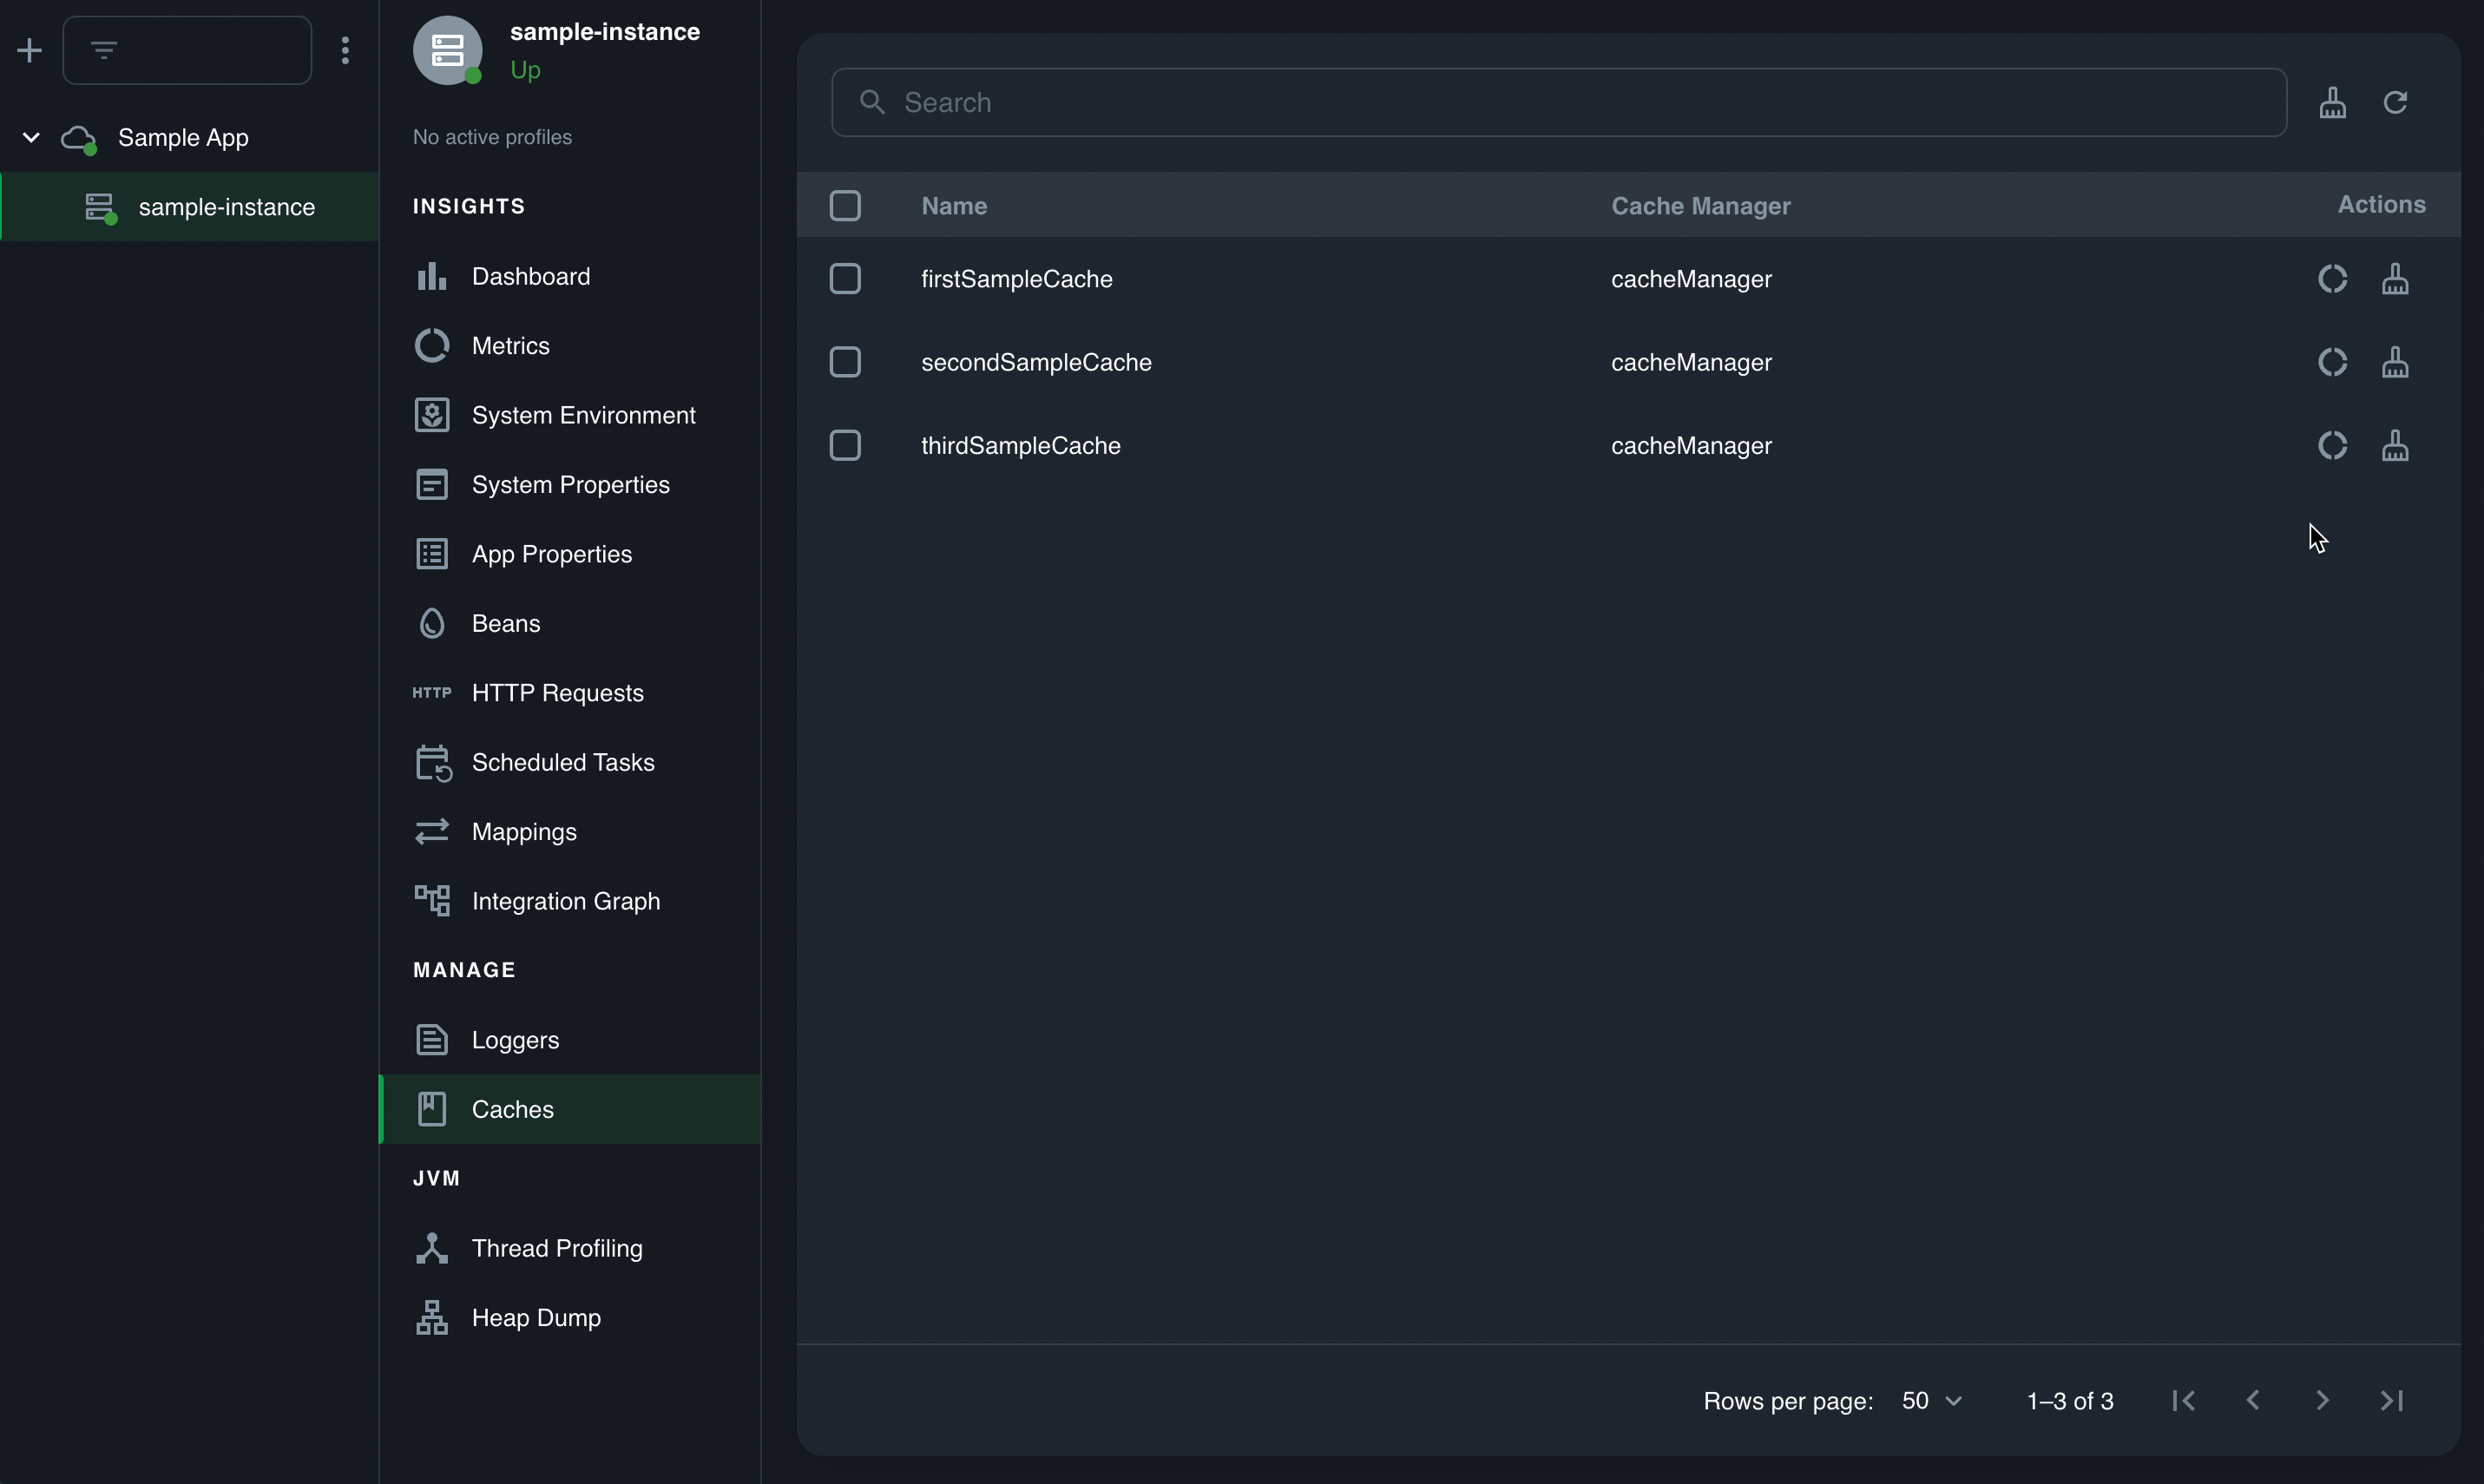 Sample App
sample-instance
sample-instance
Up
No active profiles
INSIGHTS
Dashboard
Metrics
System Environment
System Properties
App Properties
Beans
HTTP HTTP Requests
Scheduled Tasks
Mappings
Integration Graph
MANAGE
Loggers
Caches
JVM
Thread Profiling
Heap Dump
Search
Name Cache Manager Actions
firstSampleCache cacheManager
secondSampleCache cacheManager
thirdSampleCache cacheManager
Rows per page: 50 1–3 of 3